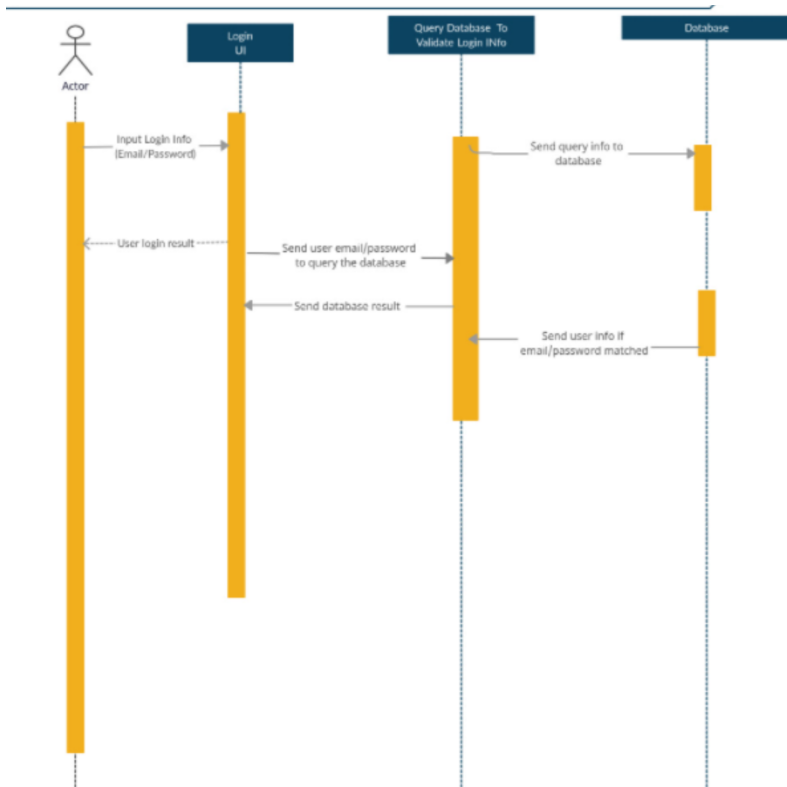 Login
UI
Query Database To
Validate Login INfo
Database
Actor
Input Login Info
(Email/Password)
Send query info to
database
User login result
Send user email/password
to query the database
Send database result
Send user info if
email/password matched